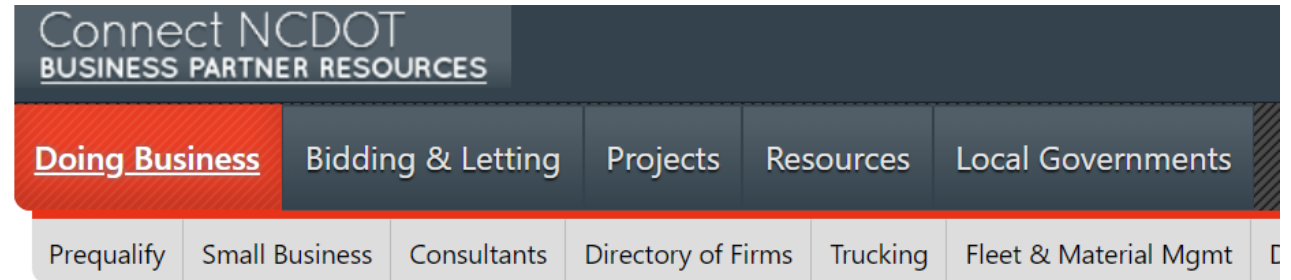 Connect NCDOT
BUSINESS PARTNER RESOURCES
Doing Business Bidding & Letting Projects Resources Local Governments
Prequalify Small Business Consultants Directory of Firms Trucking Fleet & Material Mgmt